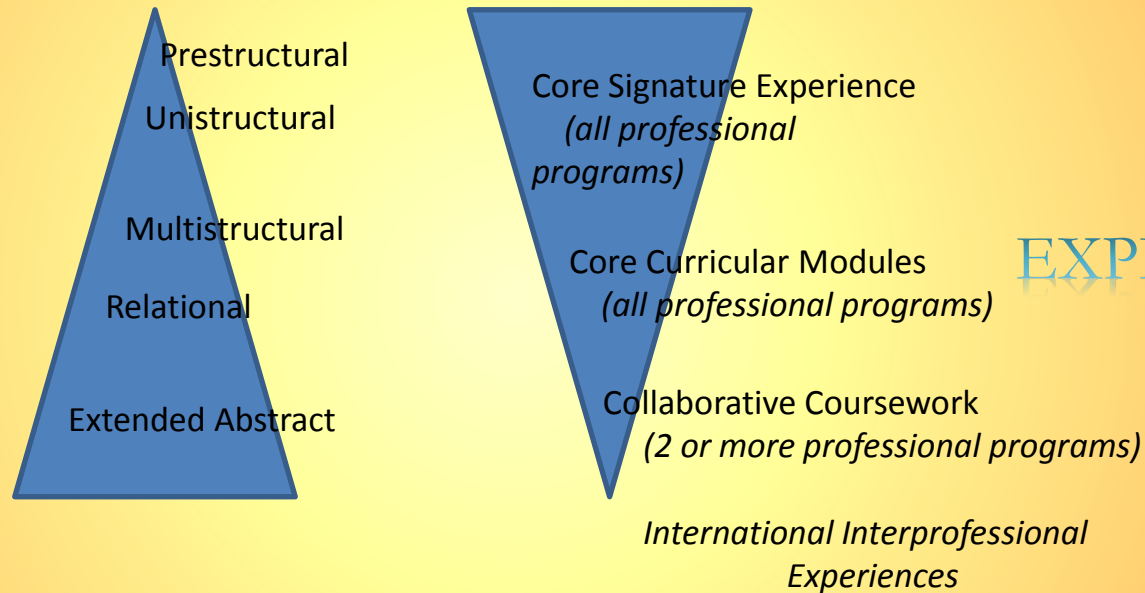 Prestructural
Unistructural
Multistructural
Relational
Extended Abstract
Core Signature Experience
(all professional
programs)
Core Curricular Modules
(all professional programs)
Collaborative Coursework
(2 or more professional programs)
International Interprofessional
Experiences